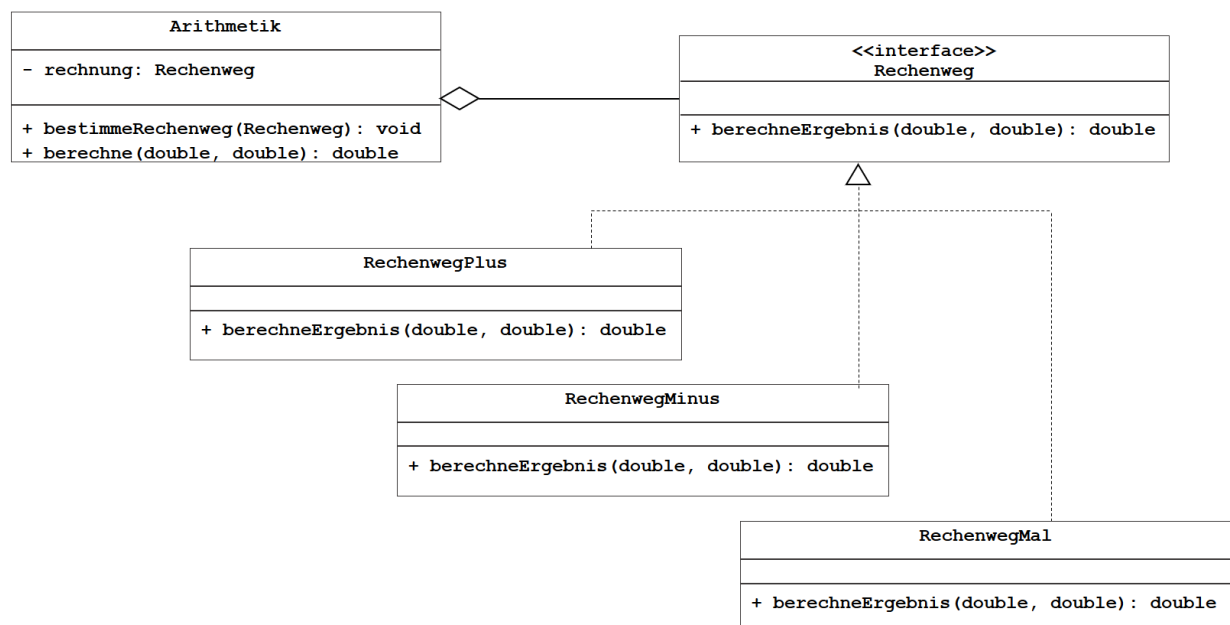 Arithmetik
- rechnung: Rechenweg
+ bestimmeRechenweg(Rechenweg): void
+ berechne(double, double): double
<<interface>>
Rechenweg
+ berechneErgebnis(double, double): double
RechenwegPlus
+ berechneErgebnis(double, double): double
RechenwegMinus
+ berechneErgebnis(double, double): double
RechenwegMal
+ berechneErgebnis(double, double): double